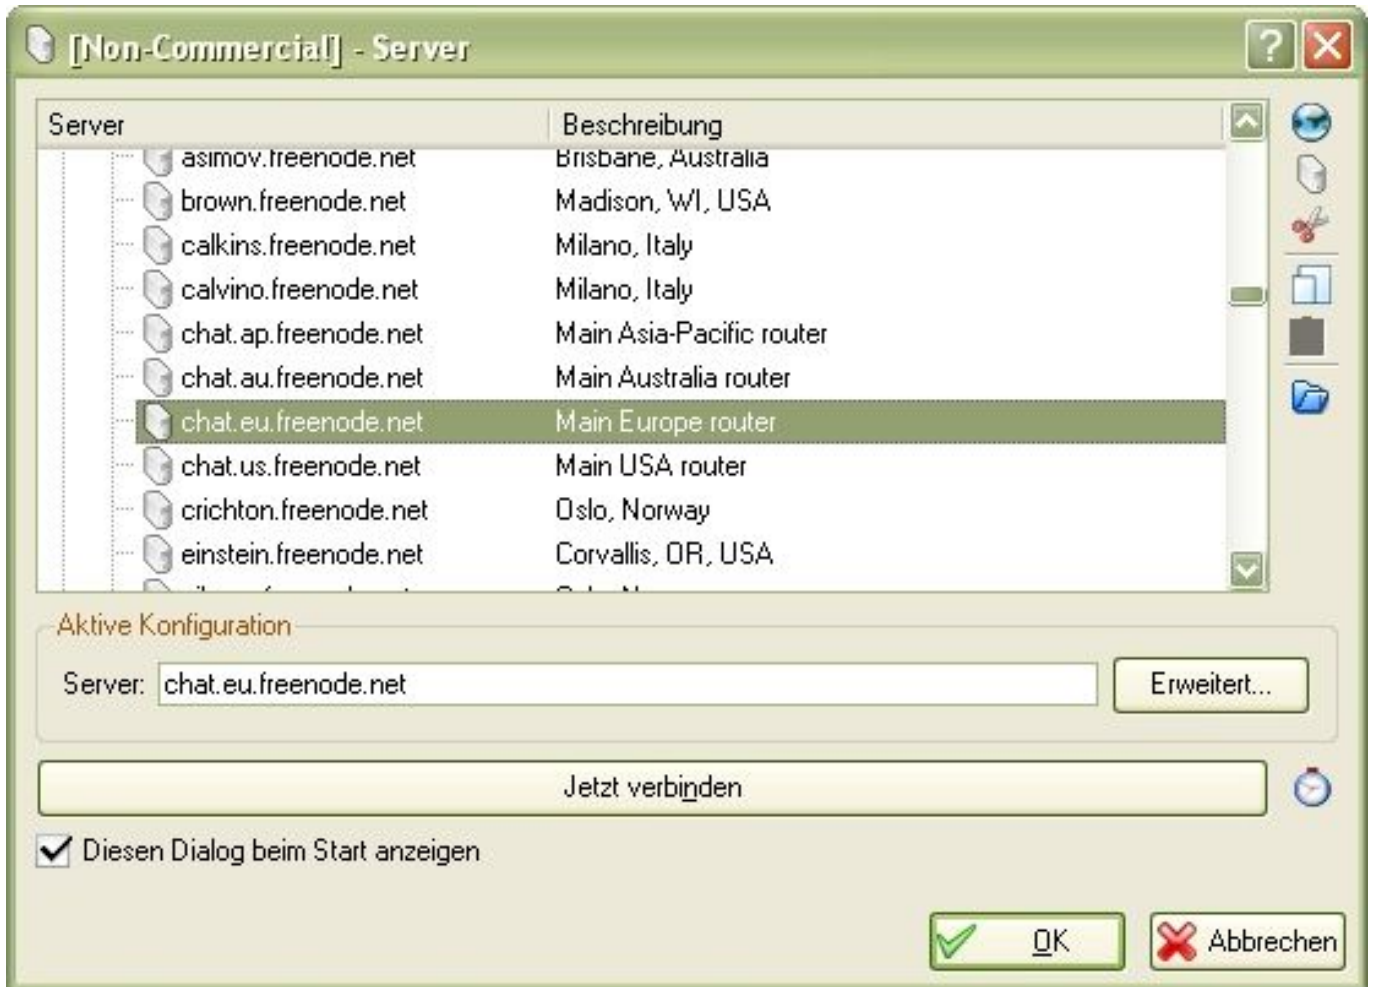 [Non-Commercial] - Server
Server Beschreibung
asimov.freenode.net Brisbane, Australia
brown.freenode.net Madison, WI, USA
calkins.freenode.net Milano, Italy
calvino.freenode.net Milano, Italy
chat.ap.freenode.net Main Asia-Pacific router
chat.au.freenode.net Main Australia router
chat.eu.freenode.net Main Europe router
chat.us.freenode.net Main USA router
crichton.freenode.net Oslo, Norway
einstein.freenode.net Corvallis, OR, USA
Aktive Konfiguration
Server: chat.eu.freenode.net Erweitert...
Jetzt verbinden
Diesen Dialog beim Start anzeigen
OK Abbrechen